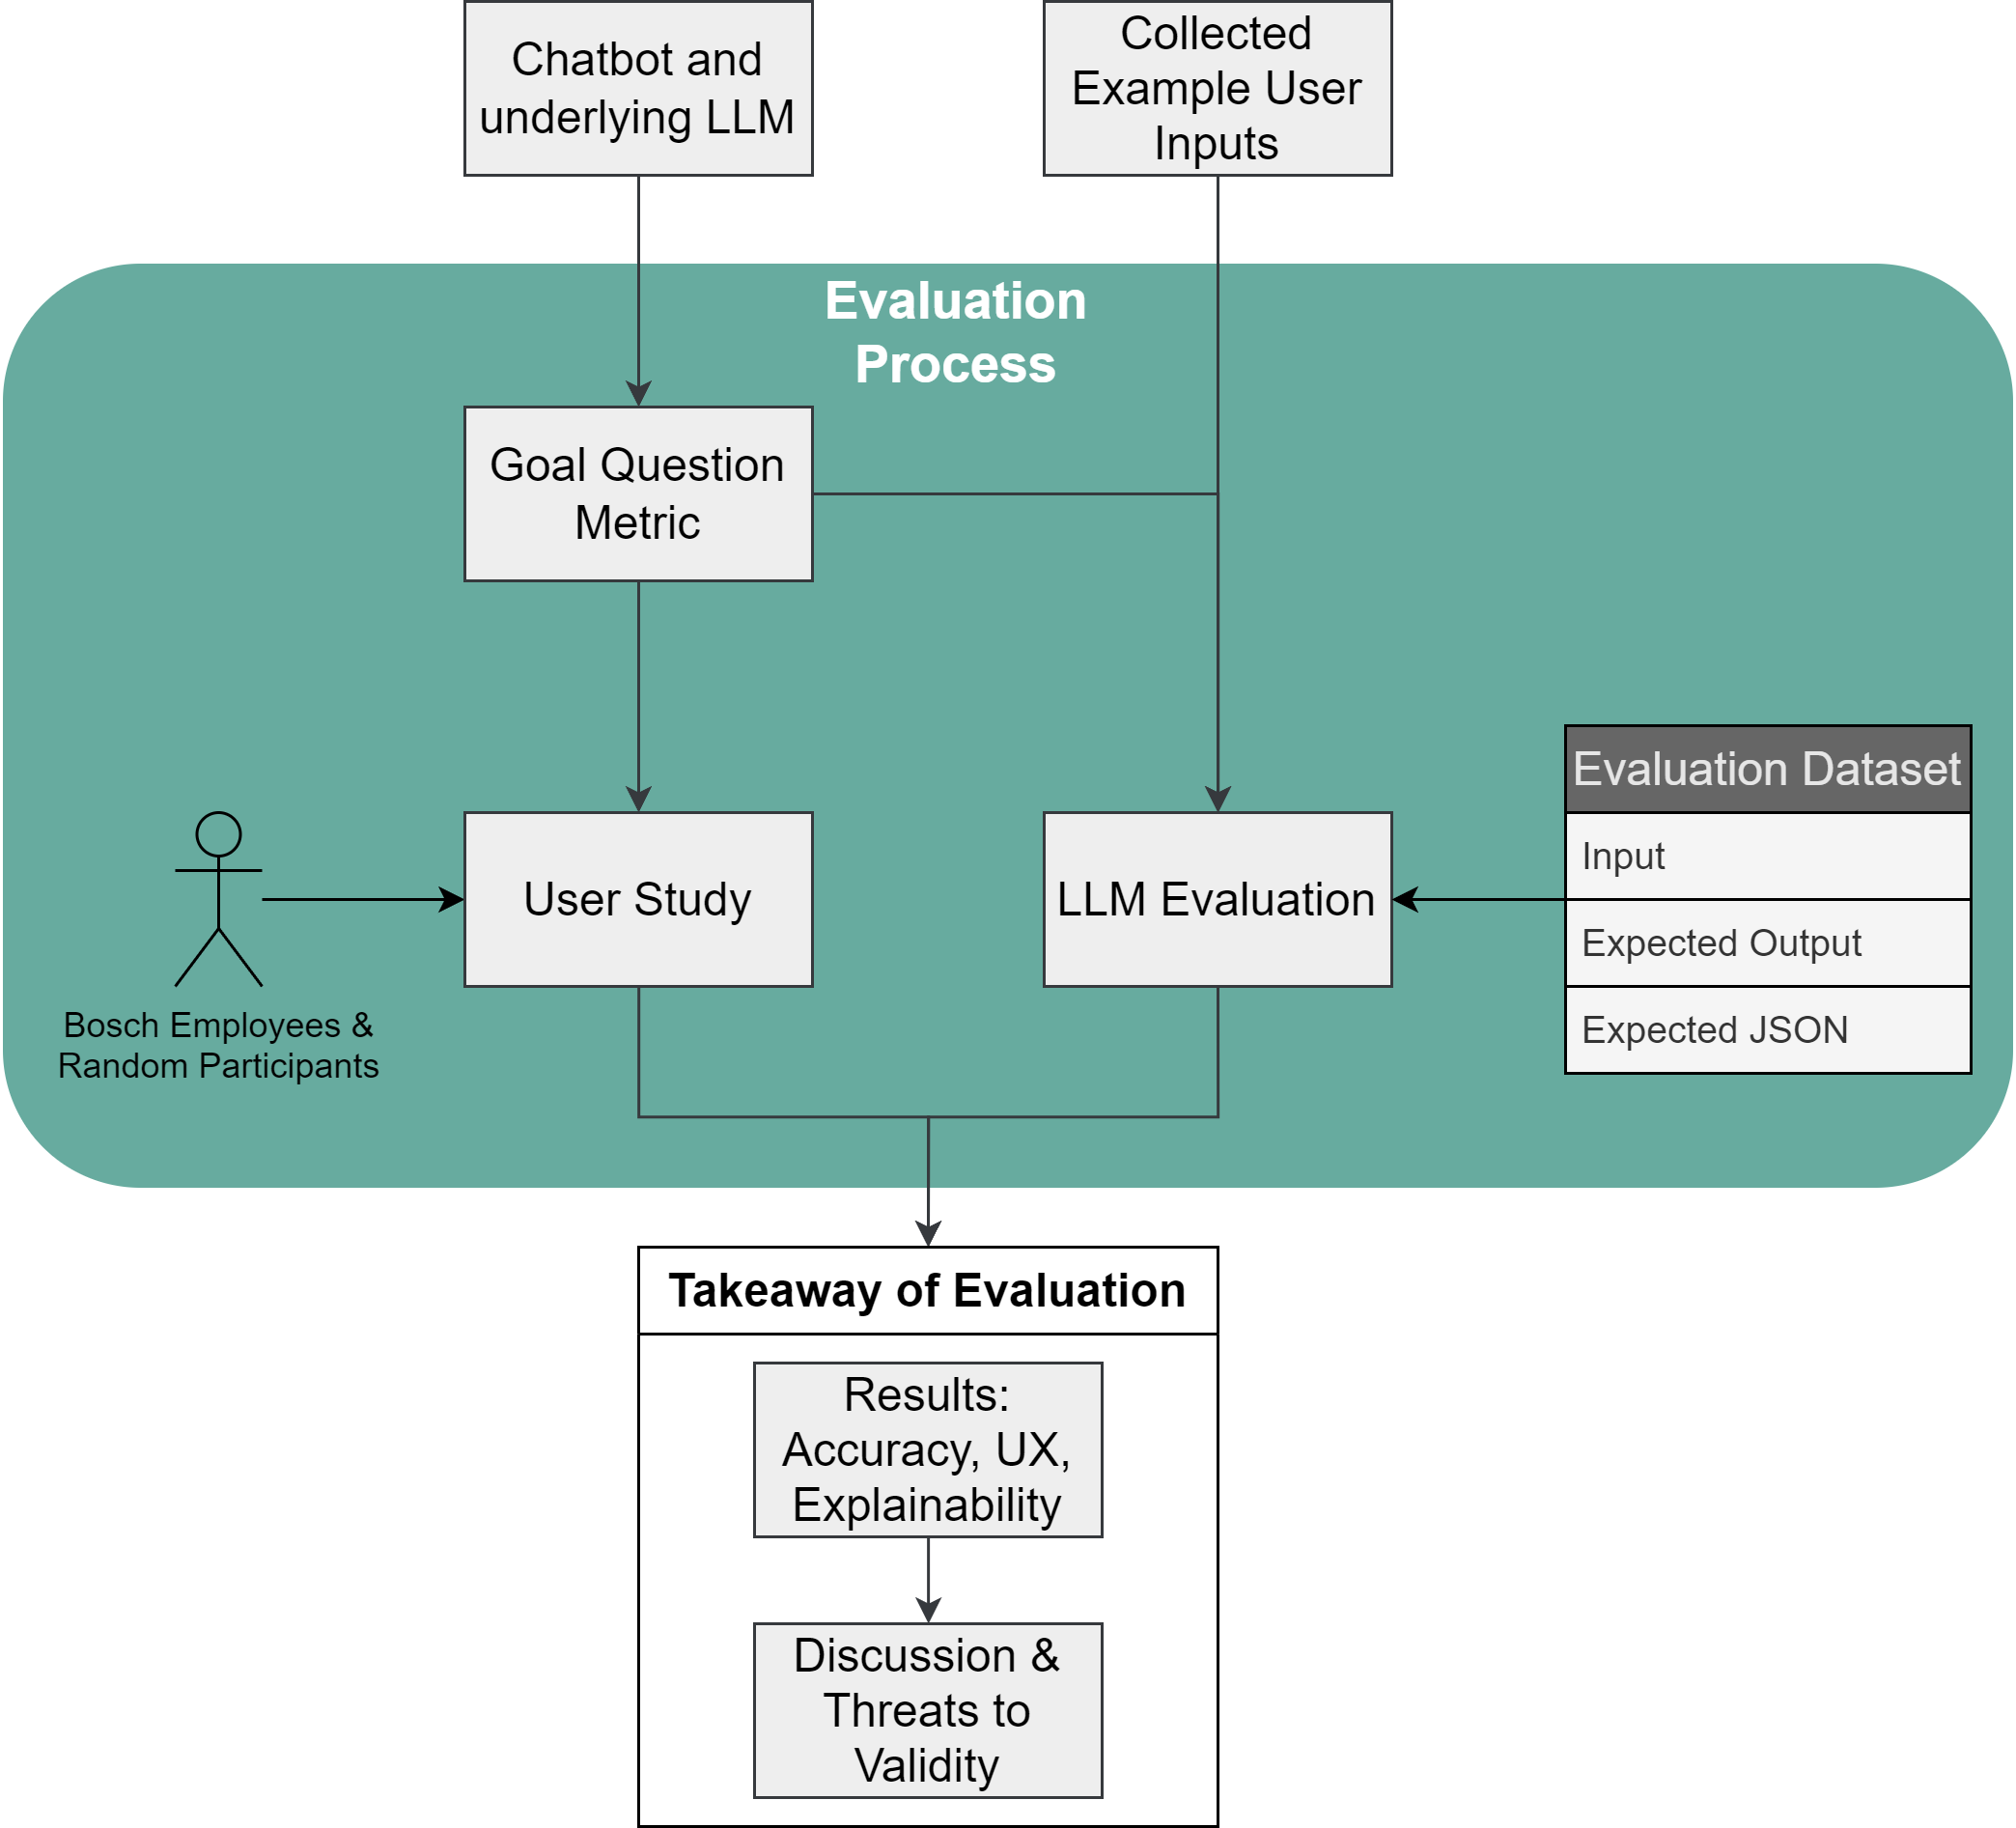 Chatbot and
underlying LLM
Collected
Example User
Inputs
Evaluation
Process
Goal Question
Metric
Bosch Employees &
Random Participants
User Study
LLM Evaluation
Evaluation Dataset
Input
Expected Output
Expected JSON
Takeaway of Evaluation
Results:
Accuracy, UX,
Explainability
Discussion &
Threats to
Validity